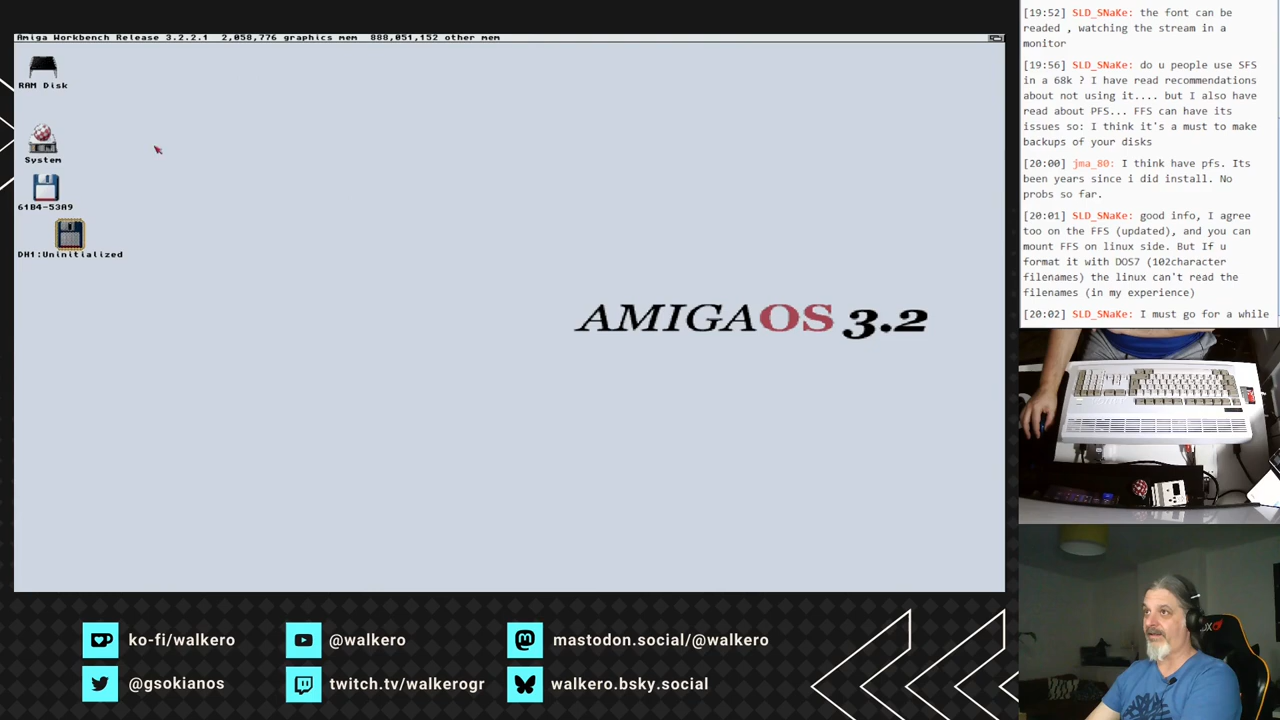 Amiga Workbench Release 3.2.2.1 2,058,776 graphics mem 888,051,152 other mem
RAM Disk
System
61B4-53A9
DH1:Uninitialized
AMIGAOS 3.2
[19:52] SLD_SNaKe: the font can be
readed , watching the stream in a
monitor
[19:56] SLD_SNaKe: do u people use SFS
in a 68k ? I have read recommendations
about not using it.... but I also have
read about PFS... FFS can have its
issues so: I think it's a must to make
backups of your disks
[20:00] jma_80: I think have pfs. Its
been years since i did install. No
probs so far.
[20:01] SLD_SNaKe: good info, I agree
too on the FFS (updated), and you can
mount FFS on linux side. But If u
format it with DOS7 (102character
filenames) the linux can't read the
filenames (in my experience)
[20:02] SLD_SNaKe: I must go for a while
ko-fi/walkero
@walkero
mastodon.social/@walkero
@gsokianos
twitch.tv/walkerogr
walkero.bsky.social